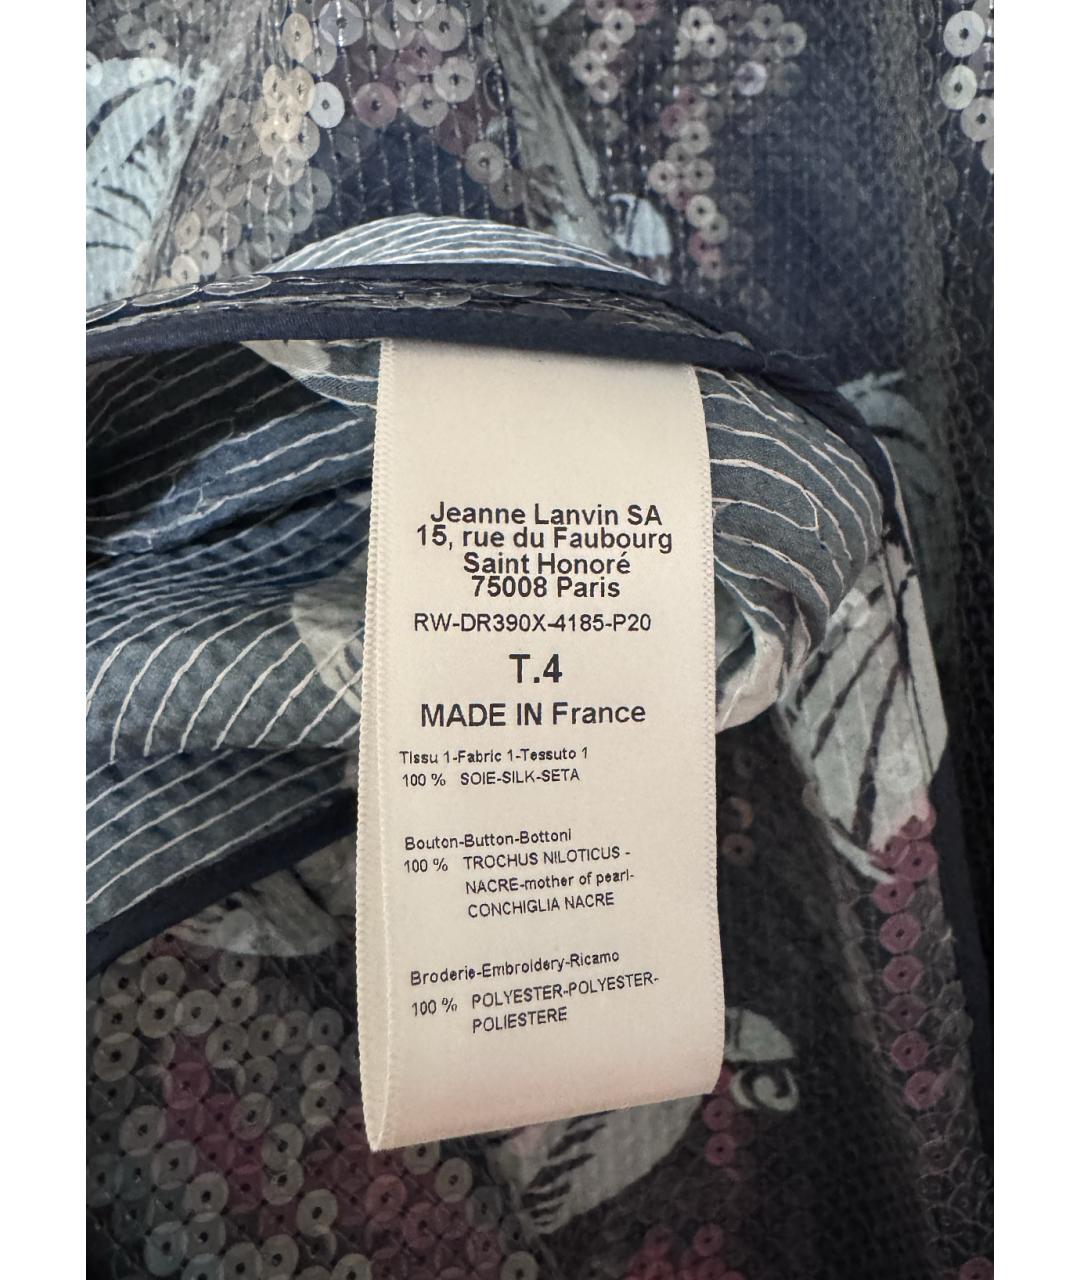 Jeanne Lanvin SA
15, rue du Faubourg
Saint Honoré
75008 Paris
RW-DR390X-4185-P20
T.4
MADE IN France
Tissu 1-Fabric 1-Tessuto 1
100 % SOIE-SILK-SETA
Bouton-Button-Bottoni
100 % TROCHUS NILOTICUS -
NACRE-mother of pearl-
CONCHIGLIA NACRE
Broderie-Embroidery-Ricamo
100 % POLYESTER-POLYESTER-
POLIESTERE